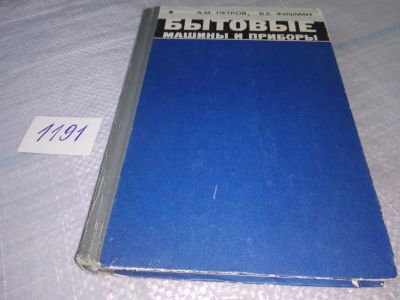 А.М. ПЕТРОВ, Б.Е. ФИШМАН
БЫТОВЫЕ
МАШИНЫ И ПРИБОРЫ
1191